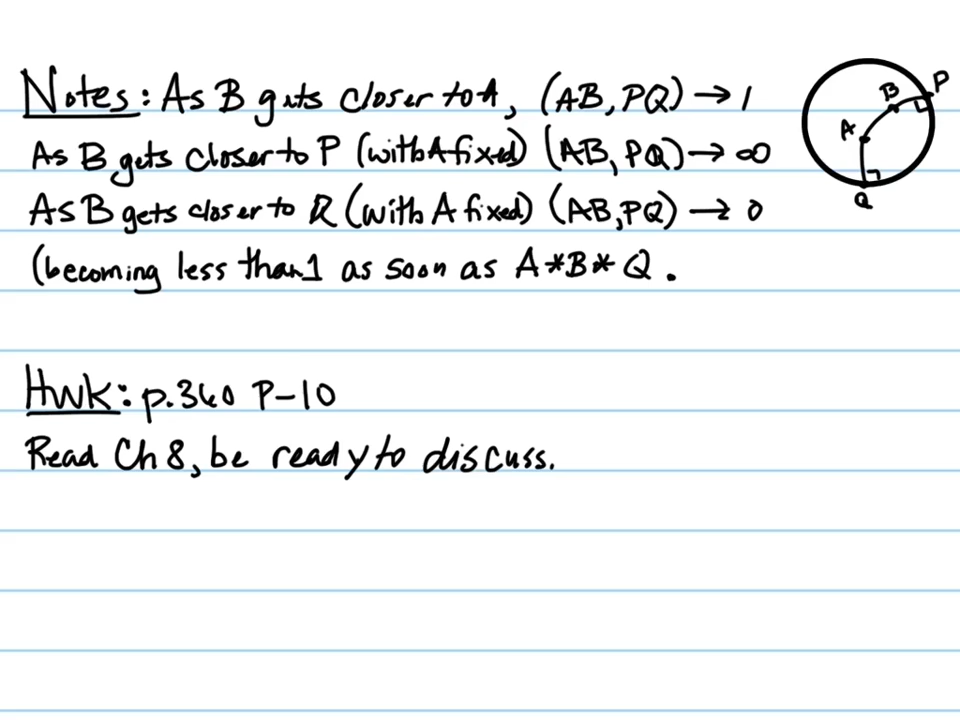 Notes: As B gets closer to A, (AB, PQ) → 1
As B gets closer to P (with A fixed) (AB, PQ) → ∞
As B gets closer to Q (with A fixed) (AB, PQ) → 0
(becoming less than 1 as soon as A*B*Q.
P
B
A
Q
Hwk: p.360 P-10
Read Ch 8, be ready to discuss.